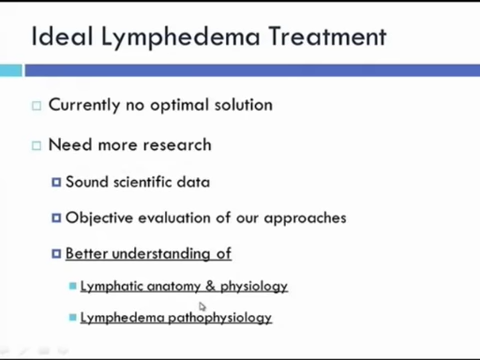 Ideal Lymphedema Treatment
Currently no optimal solution
Need more research
Sound scientific data
Objective evaluation of our approaches
Better understanding of
Lymphatic anatomy & physiology
Lymphedema pathophysiology